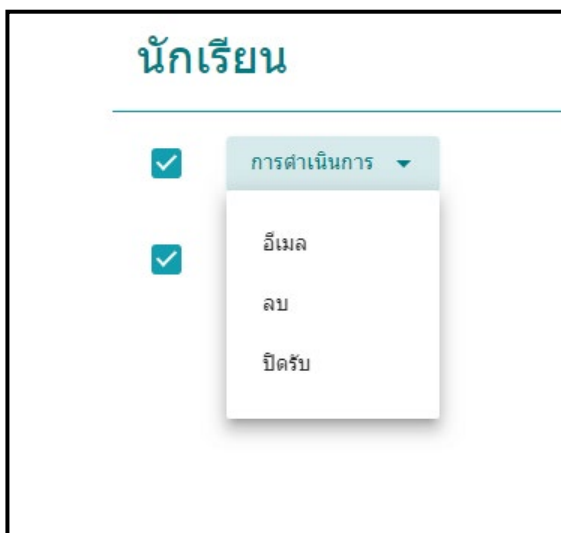 นักเรียน
การดำเนินการ
อีเมล
ลบ
ปิดรับ